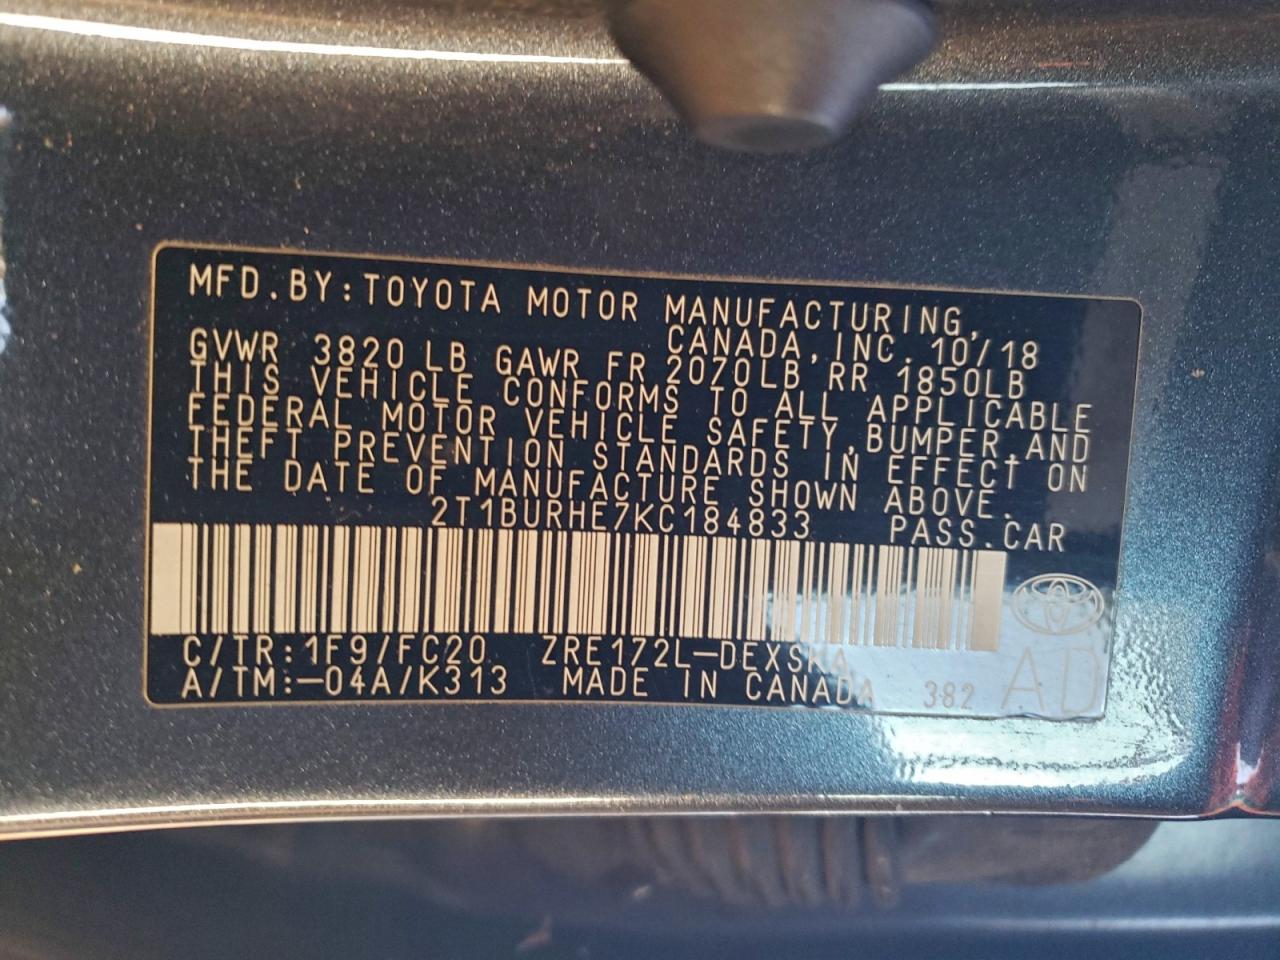 MFD.BY:TOYOTA MOTOR MANUFACTURING,
CANADA,INC. 10/18
GVWR 3820 LB GAWR FR 2070LB RR 1850LB
THIS VEHICLE CONFORMS TO ALL APPLICABLE
FEDERAL MOTOR VEHICLE SAFETY,BUMPER,AND
THEFT PREVENTION STANDARDS IN EFFECT ON
THE DATE OF MANUFACTURE SHOWN ABOVE.
2T1BURHE7KC184833 PASS.CAR
C/TR:1F9/FC20 ZRE172L-DEXSKA
A/TM:-04A/K313 MADE IN CANADA 382 AD